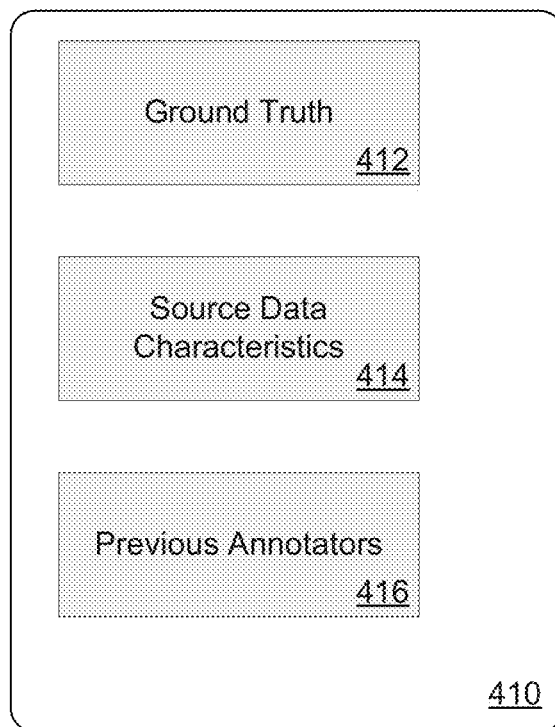 Ground Truth
412
Source Data
Characteristics
414
Previous Annotators
416
410